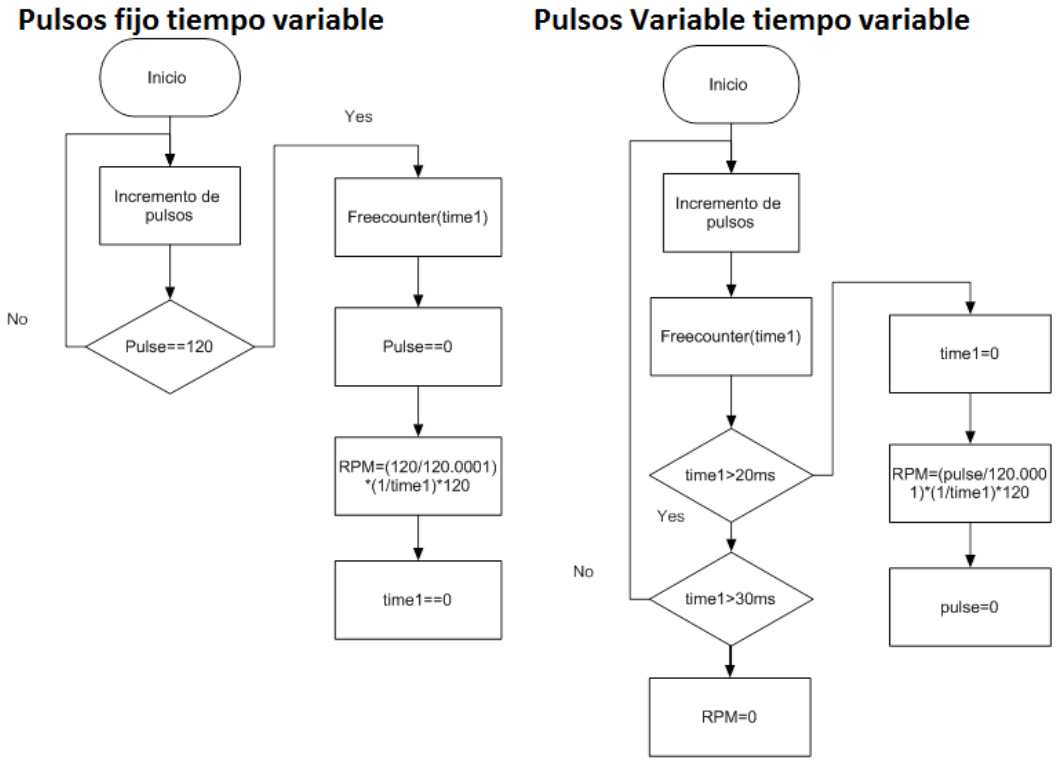 Pulsos fijo tiempo variable
Inicio
Yes
Incremento de
pulsos
Freecounter(time1)
No
Pulse==120
Pulse==0
RPM=(120/120.0001)
*(1/time1)*120
time1==0
Pulsos Variable tiempo variable
Inicio
Incremento de
pulsos
Freecounter(time1)
time1=0
time1>20ms
RPM=(pulse/120.000
1)*(1/time1)*120
Yes
No
time1>30ms
pulse=0
RPM=0